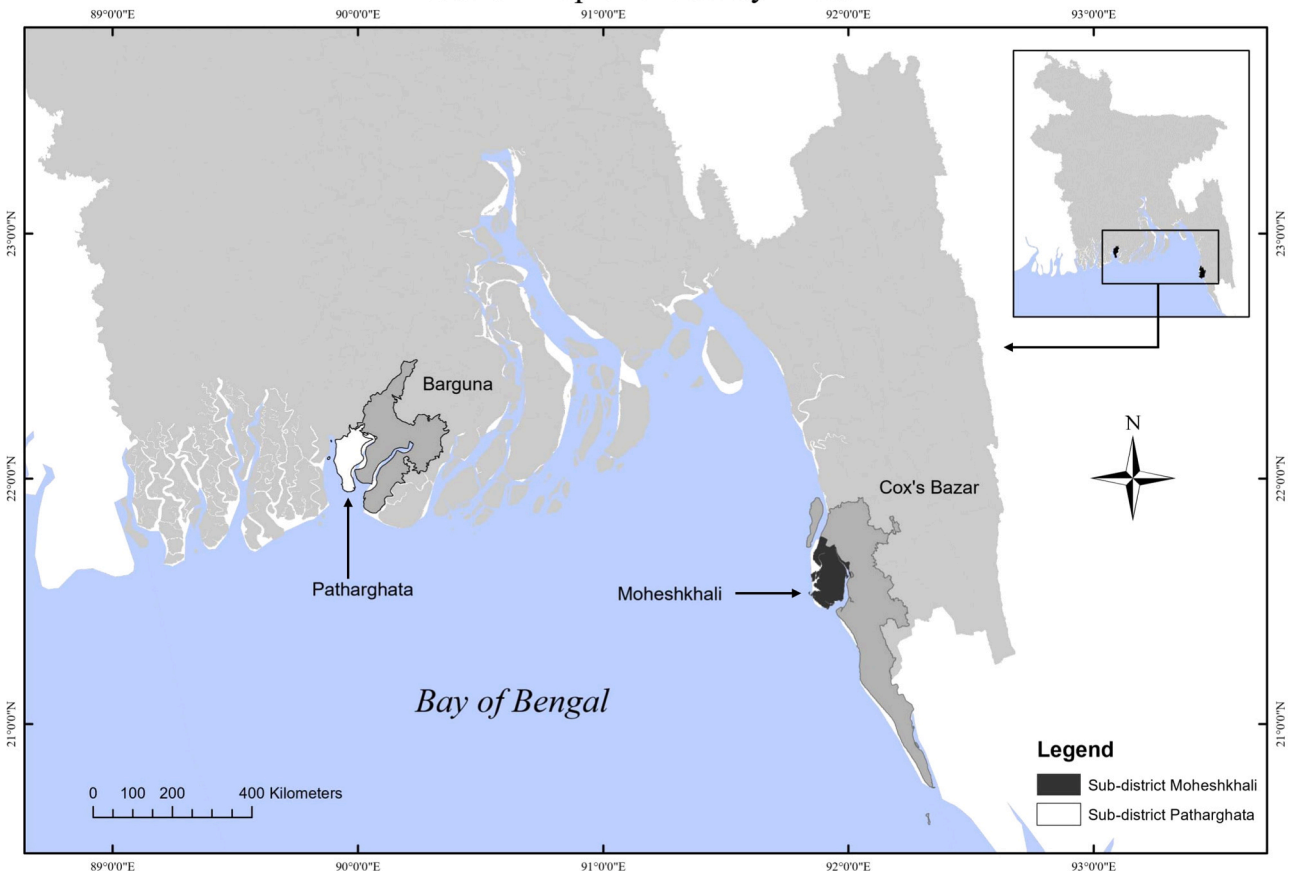 89°0'0"E 90°0'0"E 91°0'0"E 92°0'0"E 93°0'0"E
23°0'0"N
23°0'0"N
Barguna
22°0'0"N
22°0'0"N
N
Cox's Bazar
Patharghata
Moheshkhali
Bay of Bengal
21°0'0"N
21°0'0"N
Legend
Sub-district Moheshkhali
Sub-district Patharghata
0 100 200 400 Kilometers
89°0'0"E 90°0'0"E 91°0'0"E 92°0'0"E 93°0'0"E